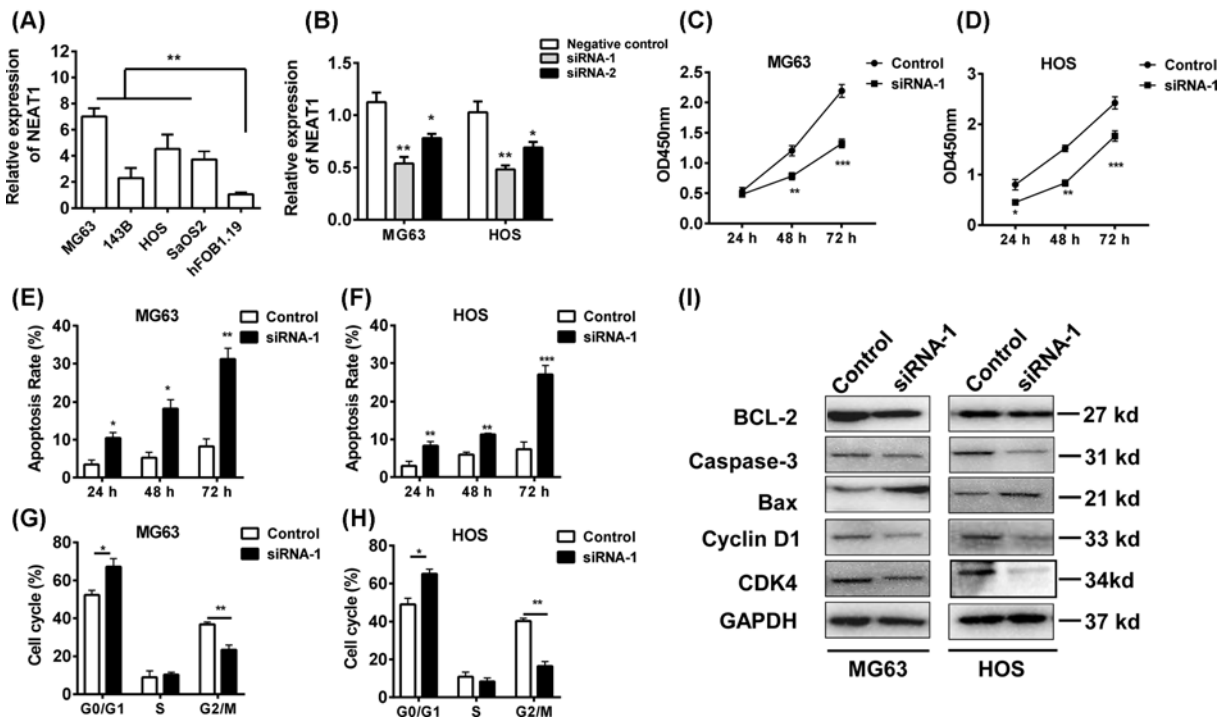 (A)
Relative expression
of NEAT1
12
10
8
6
4
2
0
**
MG63
143B
HOS
SaOS2
hFOB1.19
(B)
Relative expression
of NEAT1
1.5
1.0
0.5
0.0
Negative control
siRNA-1
siRNA-2
** * ** *
MG63 HOS
(C)
MG63
Control
siRNA-1
OD450nm
2.5
2.0
1.5
1.0
0.5
0.0
** ***
24 h 48 h 72 h
(D)
HOS
Control
siRNA-1
OD450nm
3
2
1
0
* ** ***
24 h 48 h 72 h
(E)
MG63
Control
siRNA-1
Apoptosis Rate (%)
40
30
20
10
0
* * **
24 h 48 h 72 h
(F)
HOS
Control
siRNA-1
Apoptosis Rate (%)
40
30
20
10
0
** ** ***
24 h 48 h 72 h
(G)
MG63
Control
siRNA-1
Cell cycle (%)
80
60
40
20
0
* **
G0/G1 S G2/M
(H)
HOS
Control
siRNA-1
Cell cycle (%)
80
60
40
20
0
* **
G0/G1 S G2/M
(I)
Control siRNA-1 Control siRNA-1
BCL-2 27 kd
Caspase-3 31 kd
Bax 21 kd
Cyclin D1 33 kd
CDK4 34kd
GAPDH 37 kd
MG63 HOS